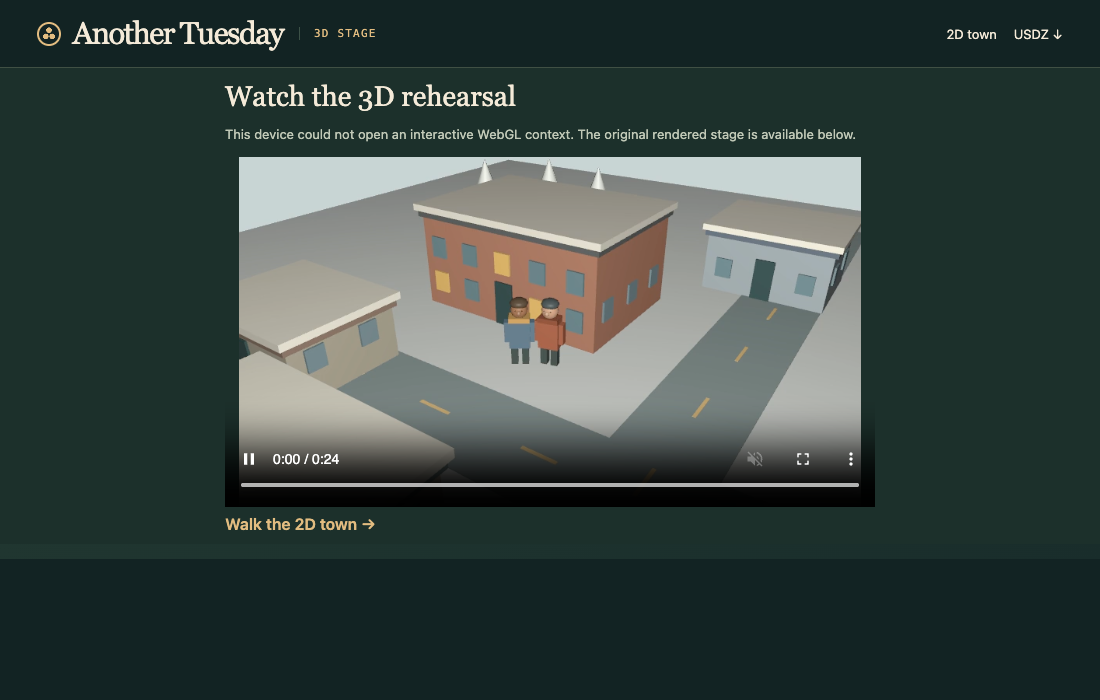 Another Tuesday
3D STAGE
2D town
USDZ ↓
Watch the 3D rehearsal
This device could not open an interactive WebGL context. The original rendered stage is available below.
0:00 / 0:24
Walk the 2D town →